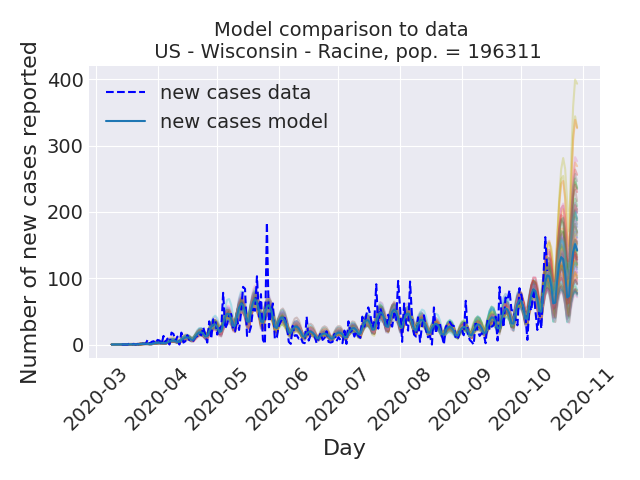 Model comparison to data
US - Wisconsin - Racine, pop. = 196311
Number of new cases reported
400
300
200
100
0
new cases data
new cases model
2020-03
2020-04
2020-05
2020-06
2020-07
2020-08
2020-09
2020-10
2020-11
Day